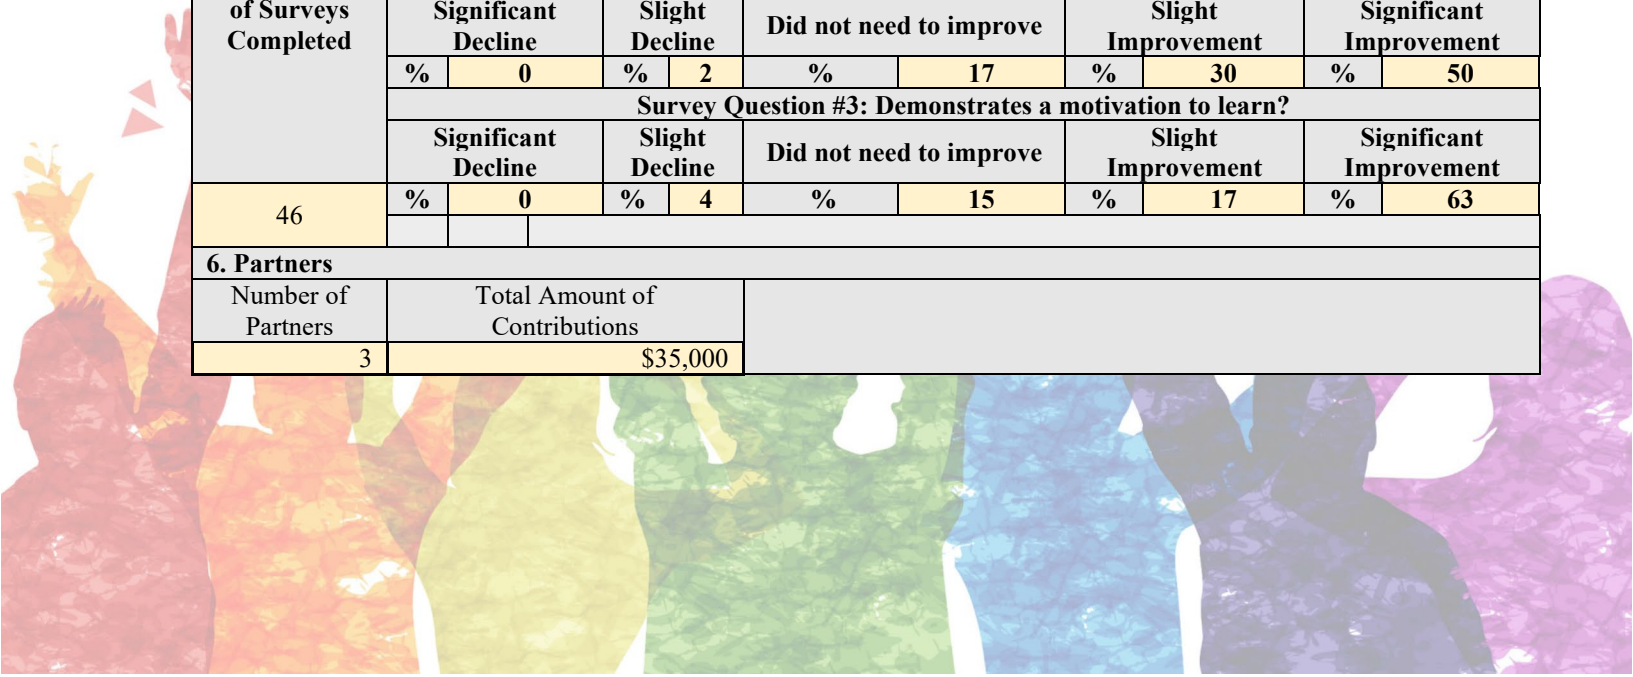 of Surveys Completed
Significant Decline Slight Decline Did not need to improve Slight Improvement Significant Improvement
% 0 % 2 % 17 % 30 % 50
Survey Question #3: Demonstrates a motivation to learn?
Significant Decline Slight Decline Did not need to improve Slight Improvement Significant Improvement
46 % 0 % 4 % 15 % 17 % 63
6. Partners
Number of Partners Total Amount of Contributions
3 $35,000